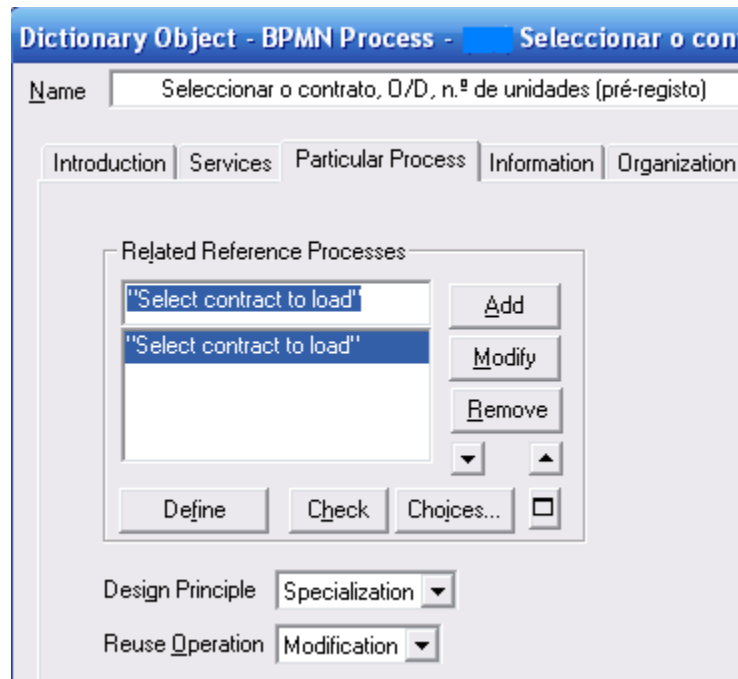 Dictionary Object - BPMN Process - Seleccionar o con
Name Seleccionar o contrato, O/D, n.º de unidades (pré-registo)
Introduction Services Particular Process Information Organization
Related Reference Processes
"Select contract to load" Add
"Select contract to load" Modify
Remove
Define Check Choices...
Design Principle Specialization
Reuse Operation Modification